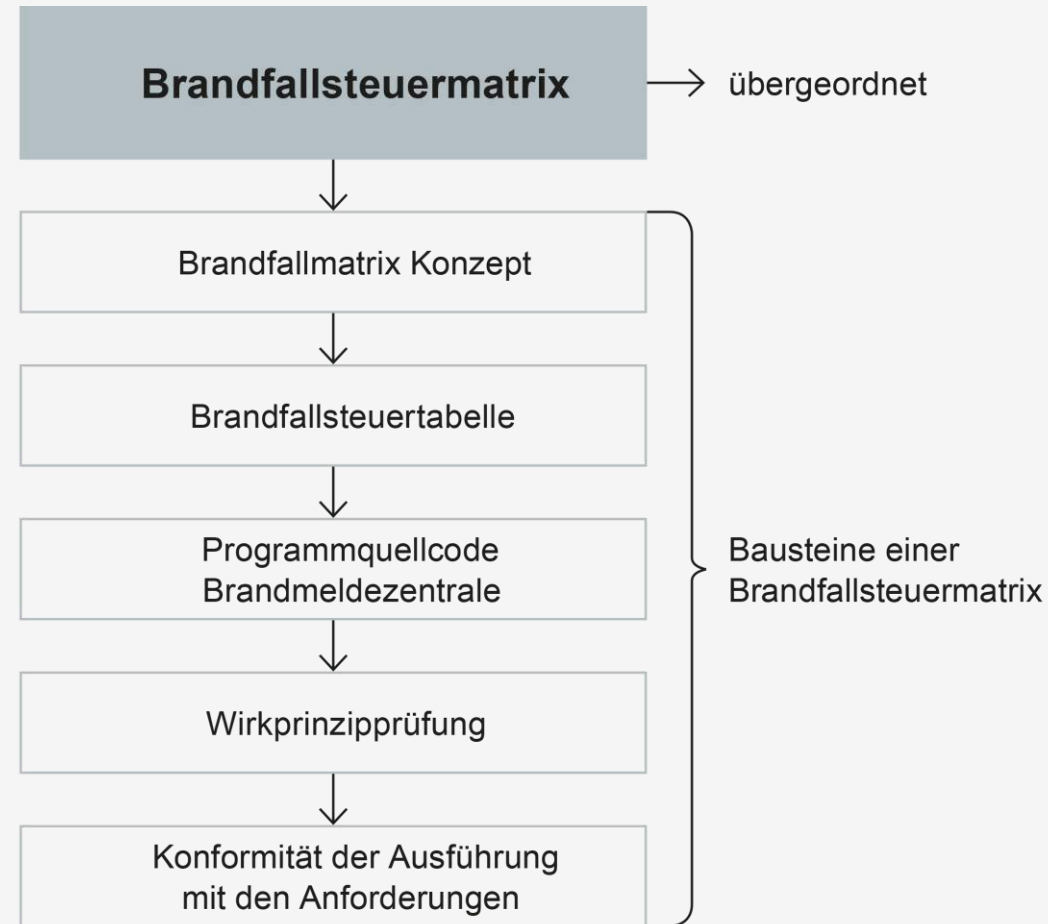 Brandfallsteuermatrix
übergeordnet
Brandfallmatrix Konzept
Brandfallsteuertabelle
Programmquellcode
Brandmeldezentrale
Bausteine einer
Brandfallsteuermatrix
Wirkprinzipprüfung
Konformität der Ausführung
mit den Anforderungen